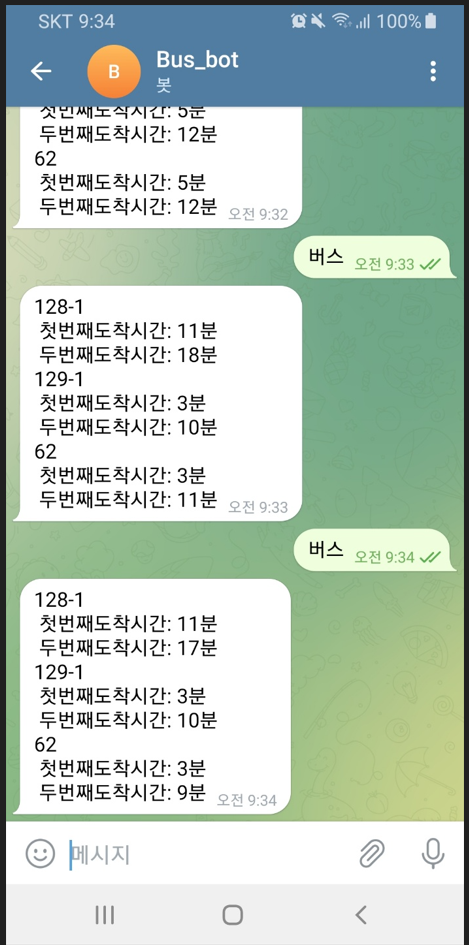 SKT 9:34 100%
B
Bus_bot
봇
첫번째도착시간: 5분
두번째도착시간: 12분
62
첫번째도착시간: 5분
두번째도착시간: 12분 오전 9:32
버스 오전 9:33
128-1
첫번째도착시간: 11분
두번째도착시간: 18분
129-1
첫번째도착시간: 3분
두번째도착시간: 10분
62
첫번째도착시간: 3분
두번째도착시간: 11분 오전 9:33
버스 오전 9:34
128-1
첫번째도착시간: 11분
두번째도착시간: 17분
129-1
첫번째도착시간: 3분
두번째도착시간: 10분
62
첫번째도착시간: 3분
두번째도착시간: 9분 오전 9:34
메시지